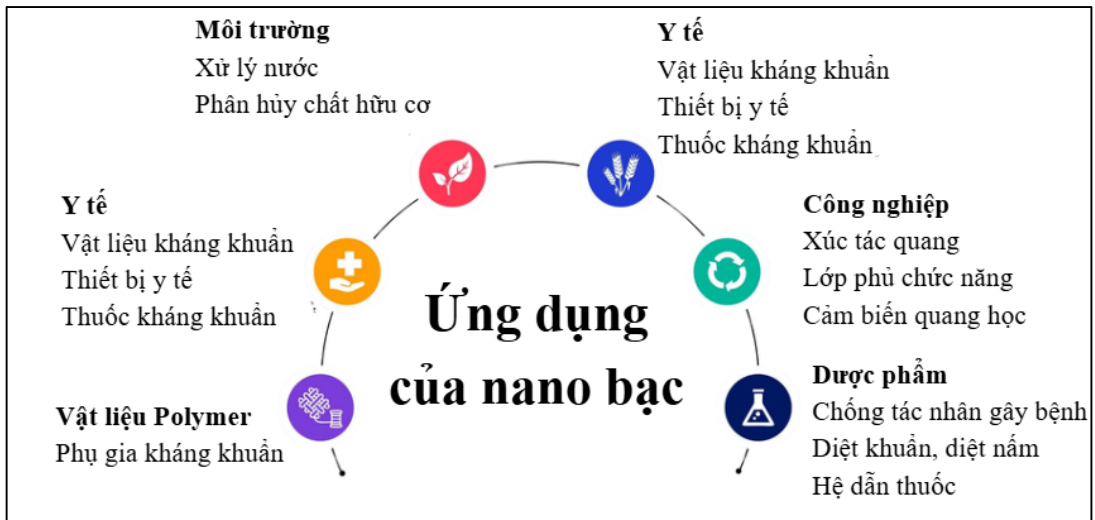 Môi trường
Xử lý nước
Phân hủy chất hữu cơ
Y tế
Vật liệu kháng khuẩn
Thiết bị y tế
Thuốc kháng khuẩn
Y tế
Vật liệu kháng khuẩn
Thiết bị y tế
Thuốc kháng khuẩn
Công nghiệp
Xúc tác quang
Lớp phủ chức năng
Cảm biến quang học
Ứng dụng
của nano bạc
Vật liệu Polymer
Phụ gia kháng khuẩn
Dược phẩm
Chống tác nhân gây bệnh
Diệt khuẩn, diệt nấm
Hệ dẫn thuốc